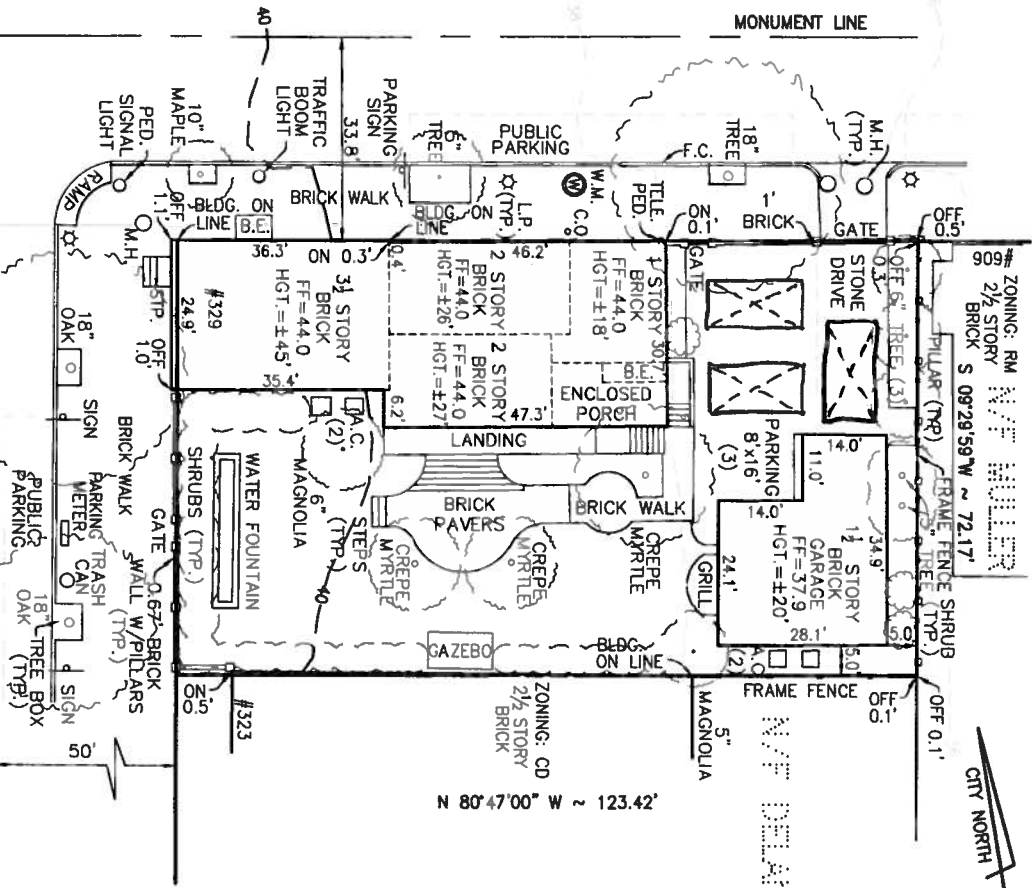 MONUMENT LINE
40
33.8'
PED.
SIGNAL
LIGHT
10"
MAPLE
TRAFFIC
BOOM
LIGHT
PARKING
SIGN
6"
TREE
PUBLIC
PARKING
F.C.
18"
TREE
M.H.
(TYP.)
RAMP
OFF
1.1'
BLDG. ON
LINE
B.E.
BRICK WALK
BLDG. ON
LINE
L.P.
(TYP.)
W
W.M.
C.O.
TELE.
PED.
ON
0.1'
1'
BRICK
GATE
OFF
0.5'
M.H.
36.3'
ON 0.3'
0.4'
46.2'
GATE
STONE
DRIVE
OFF
0.3'
6" TREE (3)
PILLAR (TYP)
#909
ZONING: RM
2½ STORY
BRICK
N/F MULLER
S 09°29'59"W ~ 72.17'
STP.
24.9'
#329
3½ STORY
BRICK
FF=44.0
HGT.=±45'
35.4'
2 STORY
BRICK
FF=44.0
HGT.=±26'
1 STORY
BRICK
FF=44.0
HGT.=±18'
30.7'
2 STORY
BRICK
FF=44.0
HGT.=±27'
6.2'
47.3'
B.E.
ENCLOSED
PORCH
LANDING
OFF
1.0'
18"
OAK
SIGN
BRICK WALK
A.C.
(2)
SHRUBS (TYP.)
WATER FOUNTAIN
6"
MAGNOLIA
STEPS
(TYP.)
40
BRICK
PAVERS
BRICK WALK
CREPE
MYRTLE
CREPE
MYRTLE
CREPE
MYRTLE
GRILL
PARKING
8'x16'
(3)
14.0'
11.0'
14.0'
24.1'
1½ STORY
BRICK
GARAGE
FF=37.9
HGT.=±20'
34.9'
28.1'
5.0'
5.0'
FRAME FENCE
SHRUB
(TYP.)
TREE
PUBLIC
PARKING
PARKING
METER
TRASH
CAN
GATE
0.67' BRICK
WALL W/PILLARS
(TYP.)
18"
OAK
TREE BOX
(TYP.)
SIGN
ON
0.5'
#323
GAZEBO
BLDG.
ON LINE
A.C.
(2)
FRAME FENCE
OFF
0.1'
OFF 0.1'
50'
ZONING: CD
2½ STORY
BRICK
5"
MAGNOLIA
N/F DELA
N 80°47'00" W ~ 123.42'
CITY NORTH